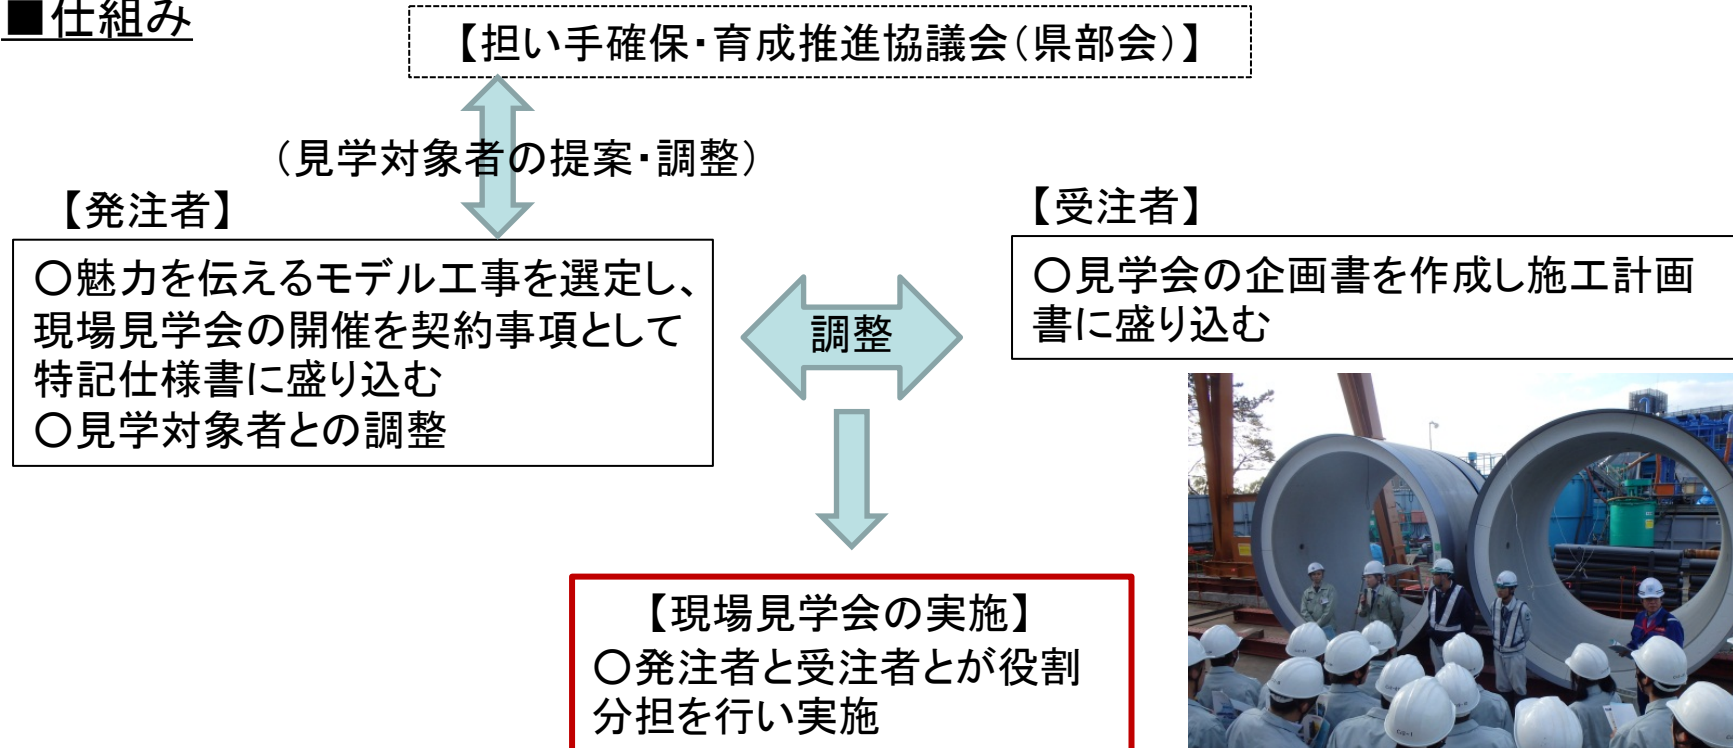 ■仕組み
【担い手確保・育成推進協議会（県部会）】
（見学対象者の提案・調整）
【発注者】
○魅力を伝えるモデル工事を選定し、
現場見学会の開催を契約事項として
特記仕様書に盛り込む
○見学対象者との調整
調整
【受注者】
○見学会の企画書を作成し施工計画
書に盛り込む
【現場見学会の実施】
○発注者と受注者とが役割
分担を行い実施